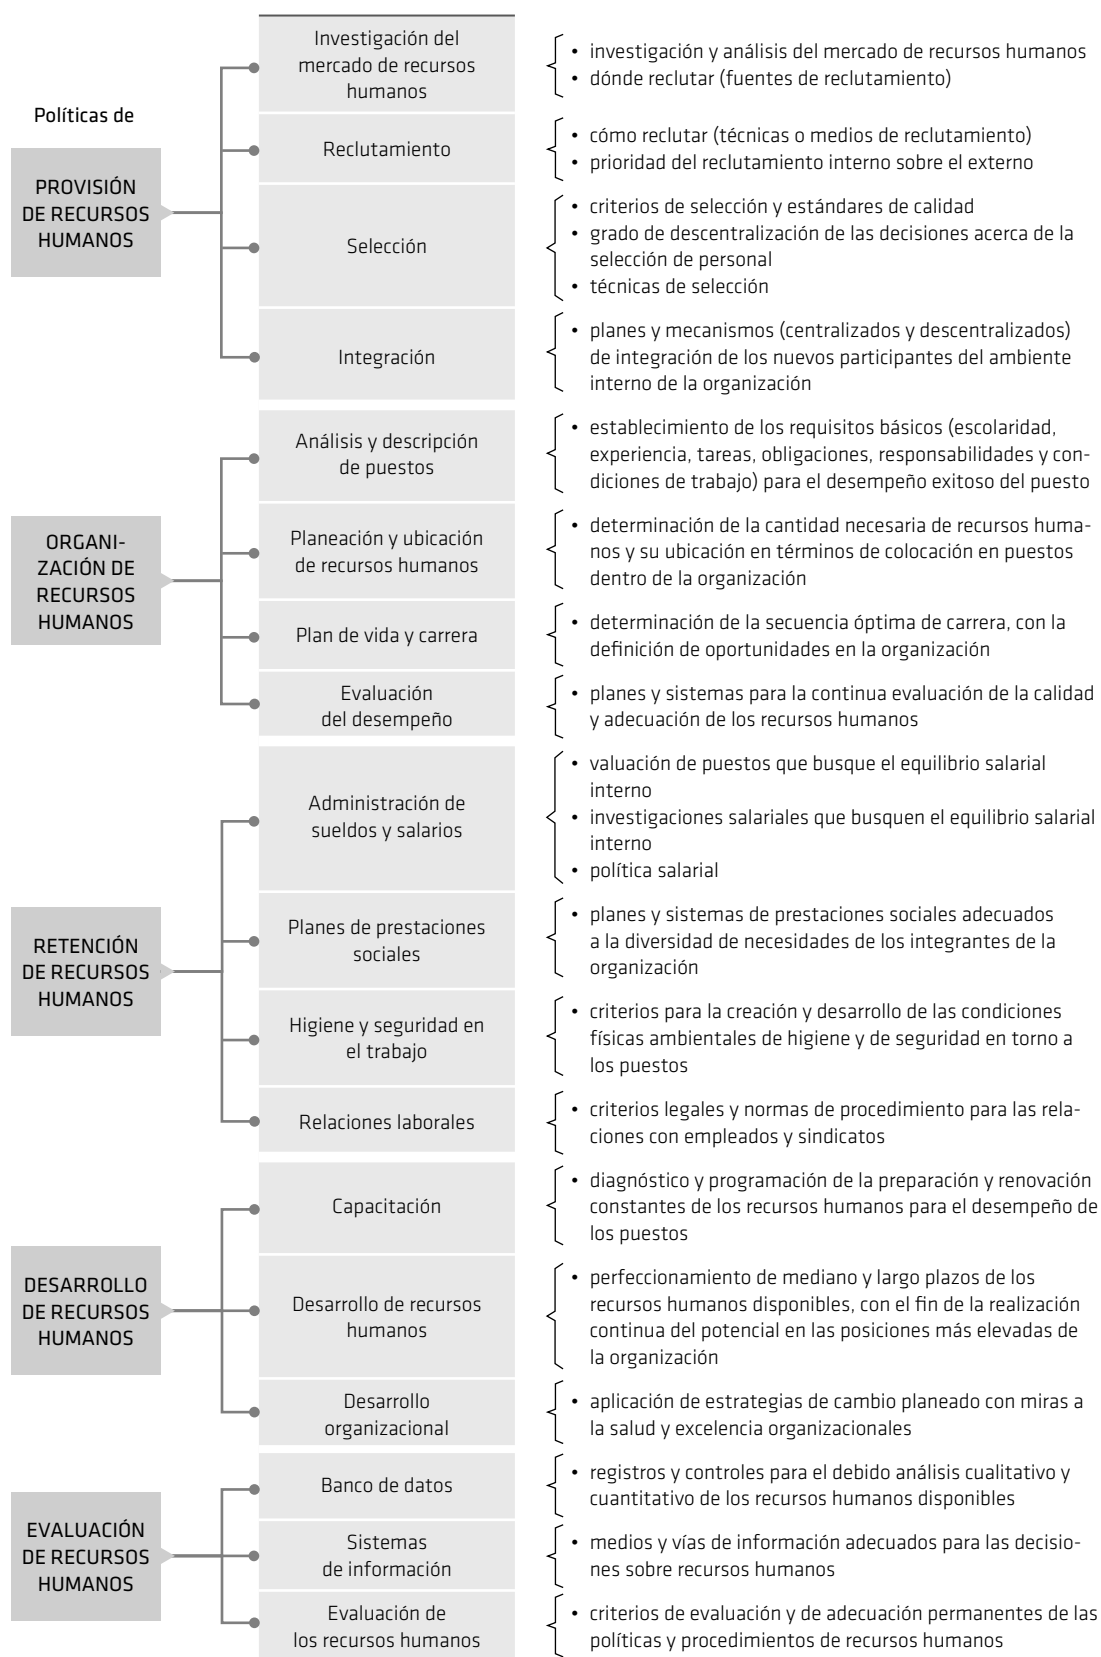 Políticas de
PROVISIÓN
DE RECURSOS
HUMANOS
Investigación del
mercado de recursos
humanos
• investigación y análisis del mercado de recursos humanos
• dónde reclutar (fuentes de reclutamiento)
Reclutamiento
• cómo reclutar (técnicas o medios de reclutamiento)
• prioridad del reclutamiento interno sobre el externo
Selección
• criterios de selección y estándares de calidad
• grado de descentralización de las decisiones acerca de la
selección de personal
• técnicas de selección
Integración
• planes y mecanismos (centralizados y descentralizados)
de integración de los nuevos participantes del ambiente
interno de la organización
ORGANI-
ZACIÓN DE
RECURSOS
HUMANOS
Análisis y descripción
de puestos
• establecimiento de los requisitos básicos (escolaridad,
experiencia, tareas, obligaciones, responsabilidades y con-
diciones de trabajo) para el desempeño exitoso del puesto
Planeación y ubicación
de recursos humanos
• determinación de la cantidad necesaria de recursos huma-
nos y su ubicación en términos de colocación en puestos
dentro de la organización
Plan de vida y carrera
• determinación de la secuencia óptima de carrera, con la
definición de oportunidades en la organización
Evaluación
del desempeño
• planes y sistemas para la continua evaluación de la calidad
y adecuación de los recursos humanos
RETENCIÓN
DE RECURSOS
HUMANOS
Administración de
sueldos y salarios
• valuación de puestos que busque el equilibrio salarial
interno
• investigaciones salariales que busquen el equilibrio salarial
interno
• política salarial
Planes de prestaciones
sociales
• planes y sistemas de prestaciones sociales adecuados
a la diversidad de necesidades de los integrantes de la
organización
Higiene y seguridad en
el trabajo
• criterios para la creación y desarrollo de las condiciones
físicas ambientales de higiene y de seguridad en torno a
los puestos
Relaciones laborales
• criterios legales y normas de procedimiento para las rela-
ciones con empleados y sindicatos
DESARROLLO
DE RECURSOS
HUMANOS
Capacitación
• diagnóstico y programación de la preparación y renovación
constantes de los recursos humanos para el desempeño de
los puestos
Desarrollo de recursos
humanos
• perfeccionamiento de mediano y largo plazos de los
recursos humanos disponibles, con el fin de la realización
continua del potencial en las posiciones más elevadas de
la organización
Desarrollo
organizacional
• aplicación de estrategias de cambio planeado con miras a
la salud y excelencia organizacionales
EVALUACIÓN
DE RECURSOS
HUMANOS
Banco de datos
• registros y controles para el debido análisis cualitativo y
cuantitativo de los recursos humanos disponibles
Sistemas
de información
• medios y vías de información adecuados para las decisio-
nes sobre recursos humanos
Evaluación de
los recursos humanos
• criterios de evaluación y de adecuación permanentes de las
políticas y procedimientos de recursos humanos